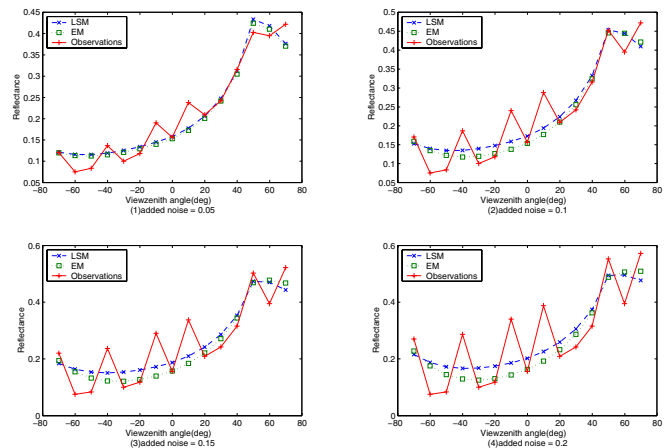 0.45
0.4
0.35
0.3
0.25
0.2
0.15
0.1
0.05
Reflectance
LSM
EM
Observations
−80 −60 −40 −20 0 20 40 60 80
Viewzenith angle(deg)
(1)added noise = 0.05
0.5
0.45
0.4
0.35
0.3
0.25
0.2
0.15
0.1
0.05
Reflectance
LSM
EM
Observations
−80 −60 −40 −20 0 20 40 60 80
Viewzenith angle(deg)
(2)added noise = 0.1
0.6
0.4
0.2
0
Reflectance
LSM
EM
Observations
−80 −60 −40 −20 0 20 40 60 80
Viewzenith angle(deg)
(3)added noise = 0.15
0.6
0.4
0.2
0
Reflectance
LSM
EM
Observations
−80 −60 −40 −20 0 20 40 60 80
Viewzenith angle(deg)
(4)added noise = 0.2